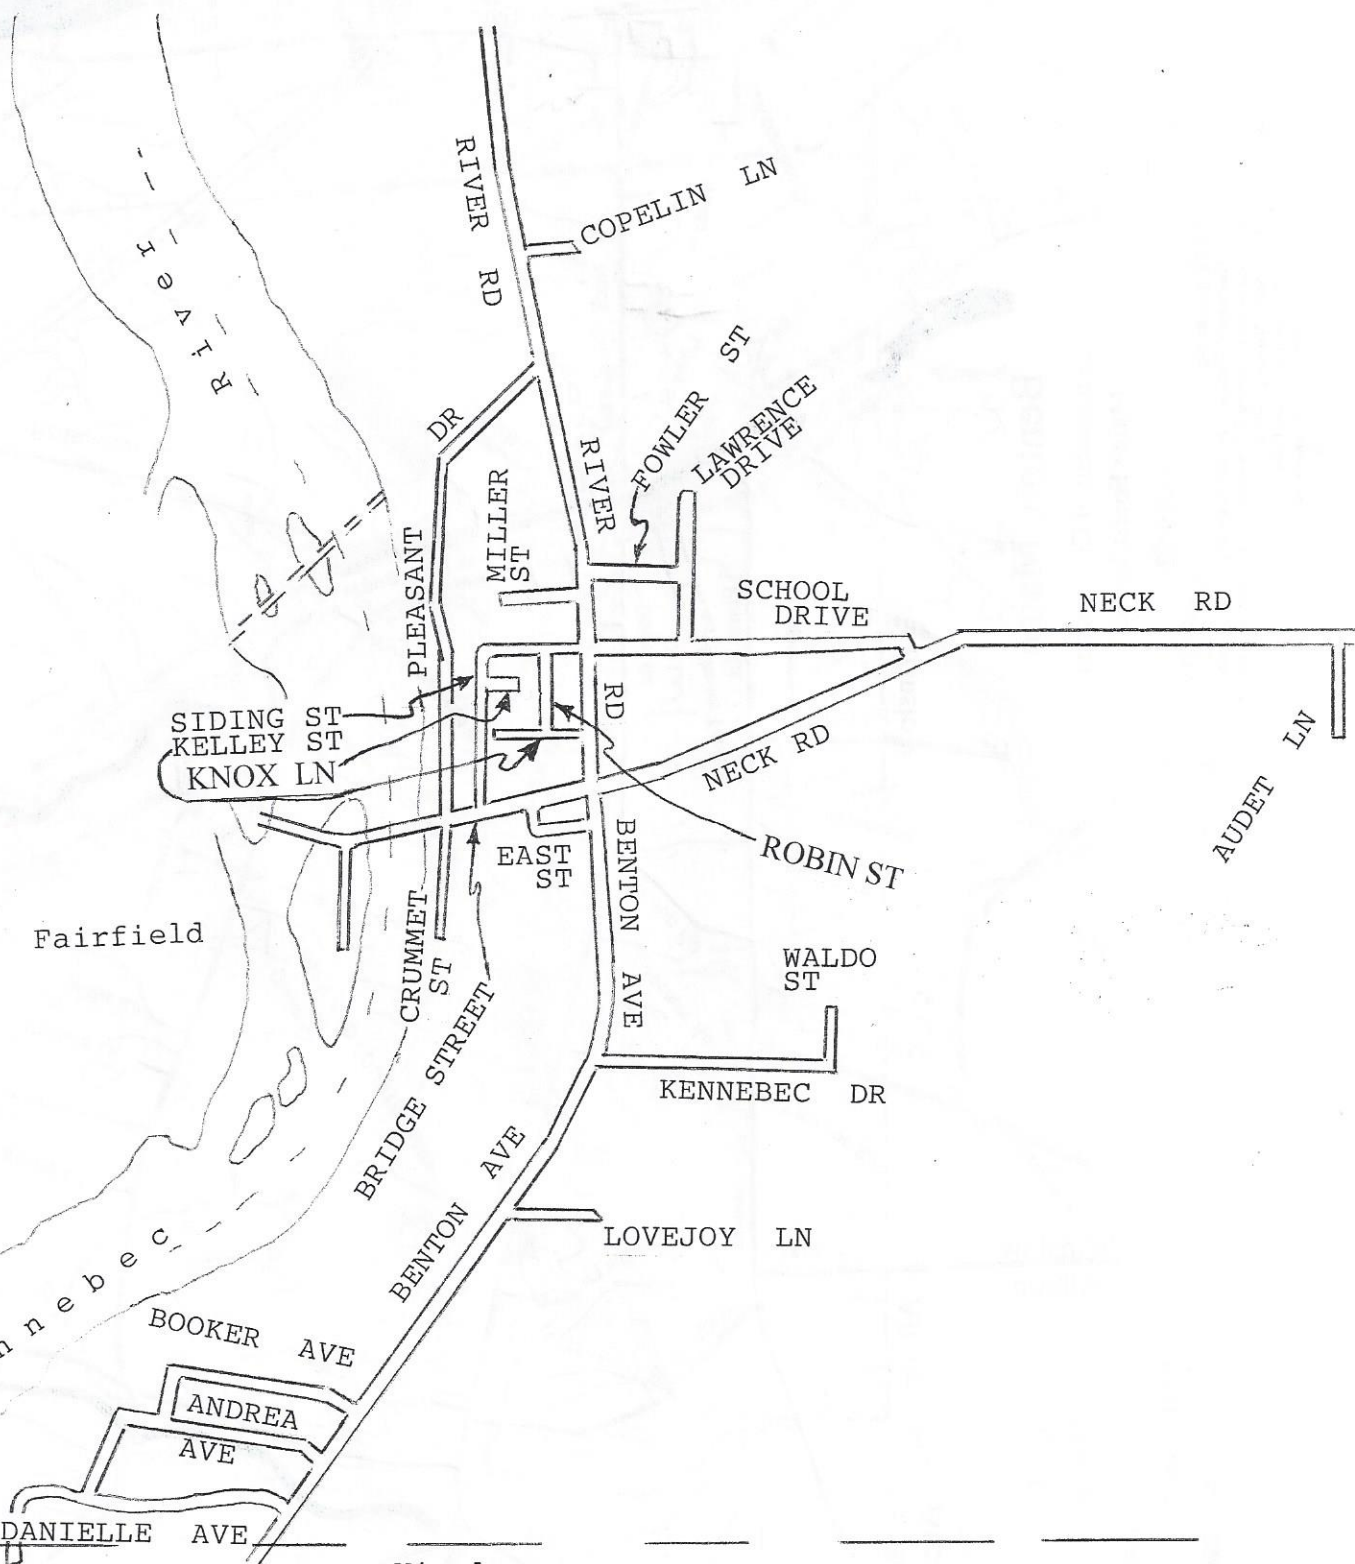 RIVER RD
COPELIN LN
River
DR
RIVER
FOWLER ST
LAWRENCE
DRIVE
MILLER
ST
PLEASANT
SCHOOL
DRIVE
NECK RD
RD
SIDING ST
KELLEY ST
KNOX LN
NECK RD
AUDET LN
EAST
ST
BENTON AVE
ROBIN ST
Fairfield
CRUMMET
ST
WALDO
ST
BRIDGE STREET
KENNEBEC DR
BENTON AVE
LOVEJOY LN
nnebec
BOOKER AVE
ANDREA
AVE
DANIELLE AVE